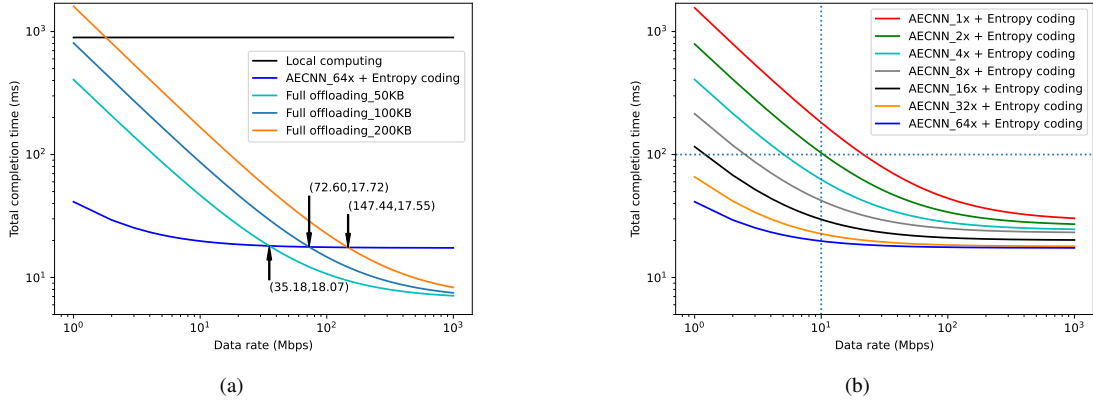 10³
10²
10¹
Total completion time (ms)
Local computing
AECNN_64x + Entropy coding
Full offloading_50KB
Full offloading_100KB
Full offloading_200KB
(72.60,17.72)
(147.44,17.55)
(35.18,18.07)
10⁰ 10¹ 10² 10³
Data rate (Mbps)
(a)
10³
10²
10¹
Total completion time (ms)
AECNN_1x + Entropy coding
AECNN_2x + Entropy coding
AECNN_4x + Entropy coding
AECNN_8x + Entropy coding
AECNN_16x + Entropy coding
AECNN_32x + Entropy coding
AECNN_64x + Entropy coding
10⁰ 10¹ 10² 10³
Data rate (Mbps)
(b)